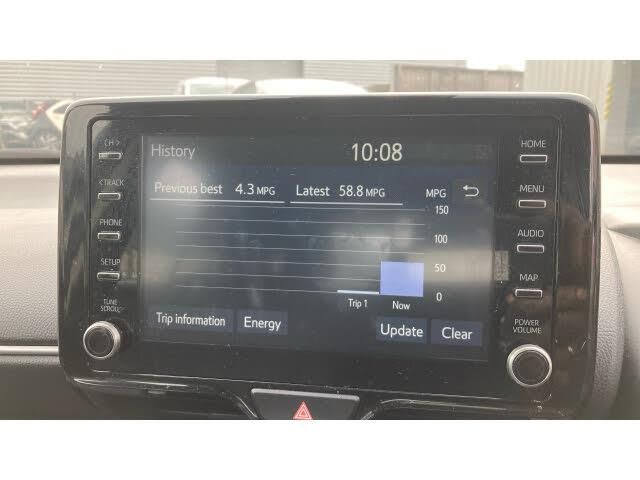 CH >
< TRACK
PHONE
SETUP
TUNE
SCROLL
History 10:08
Previous best 4.3 MPG Latest 58.8 MPG MPG
150
100
50
0
Trip 1 Now
Trip information Energy Update Clear
HOME
MENU
AUDIO
MAP
POWER
VOLUME